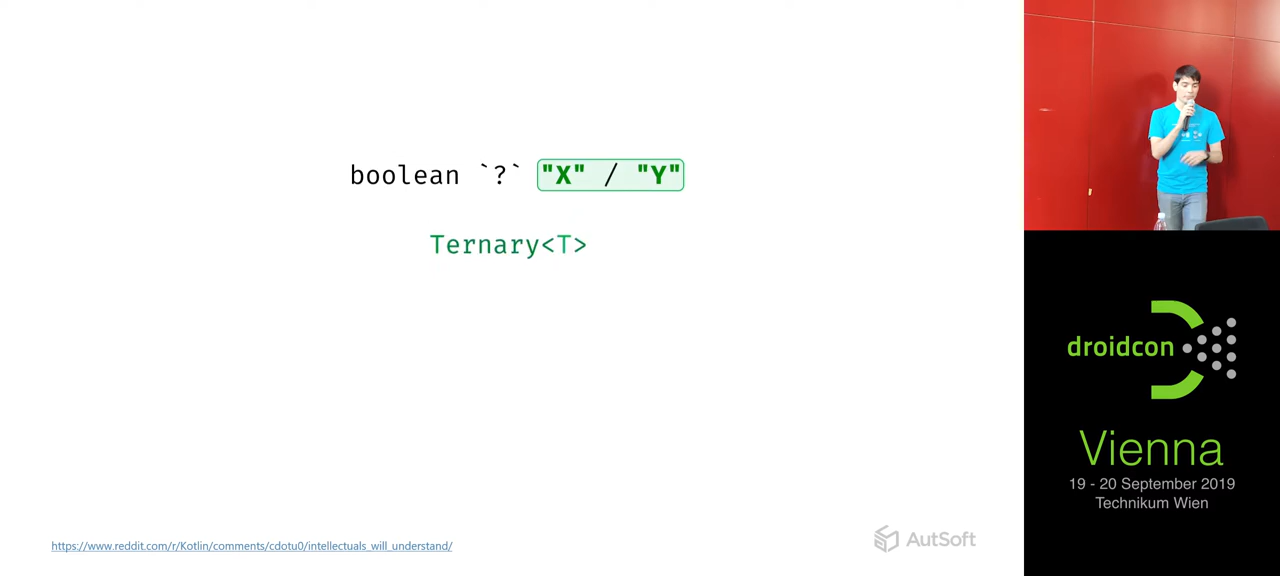 boolean `?` "X" / "Y"
Ternary<T>
https://www.reddit.com/r/Kotlin/comments/cdotu0/intellectuals_will_understand/
AutSoft
droidcon
Vienna
19 - 20 September 2019
Technikum Wien